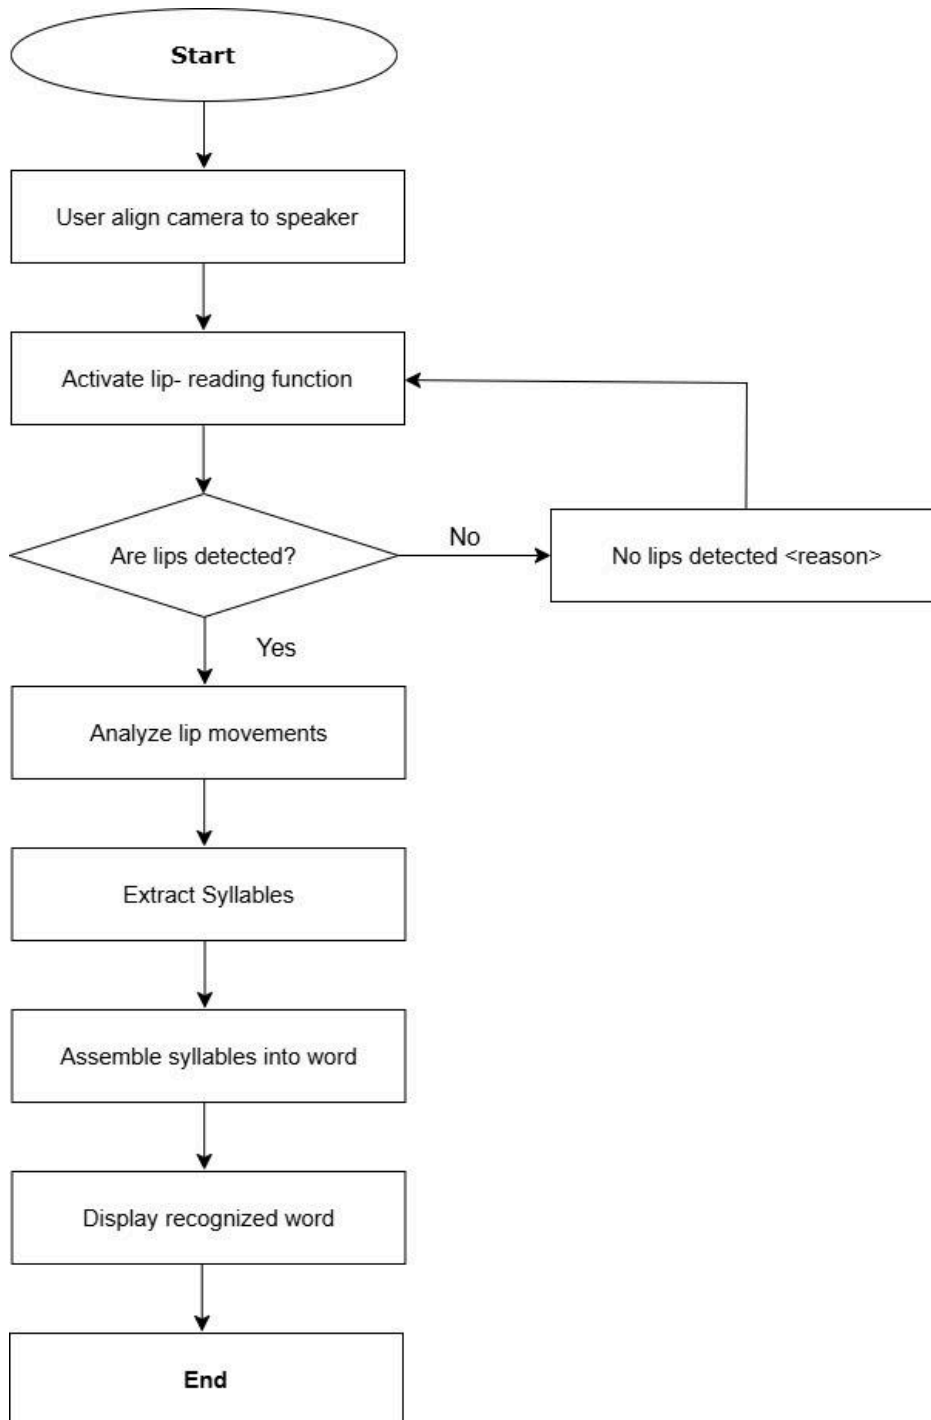 Start
User align camera to speaker
Activate lip- reading function
Are lips detected?
No
No lips detected <reason>
Yes
Analyze lip movements
Extract Syllables
Assemble syllables into word
Display recognized word
End